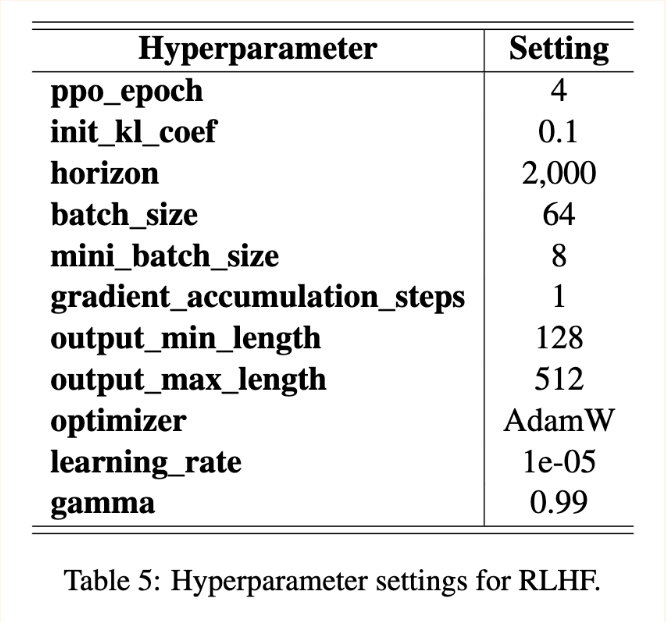 Hyperparameter Setting
ppo_epoch 4
init_kl_coef 0.1
horizon 2,000
batch_size 64
mini_batch_size 8
gradient_accumulation_steps 1
output_min_length 128
output_max_length 512
optimizer AdamW
learning_rate 1e-05
gamma 0.99
Table 5: Hyperparameter settings for RLHF.